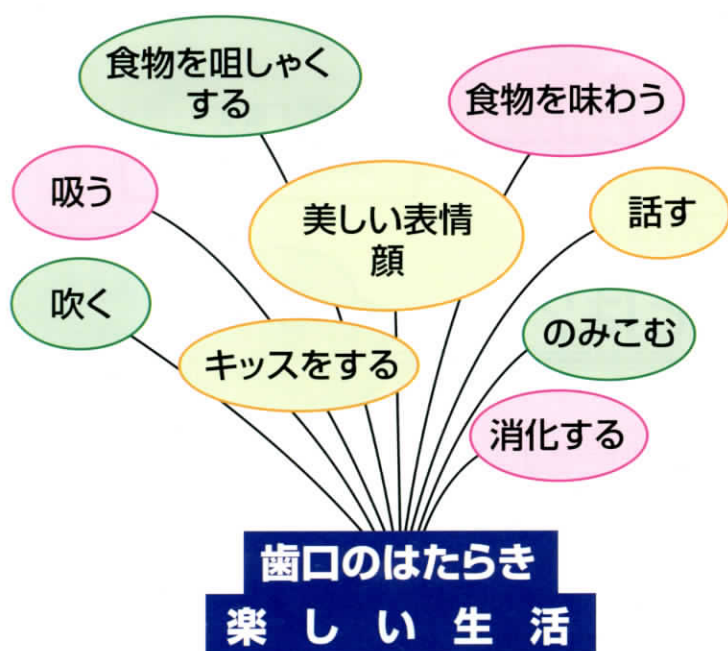 食物を咀しゃく
する
食物を味わう
吸う
美しい表情
顔
話す
吹く
キッスをする
のみこむ
消化する
歯口のはたらき
楽しい生活